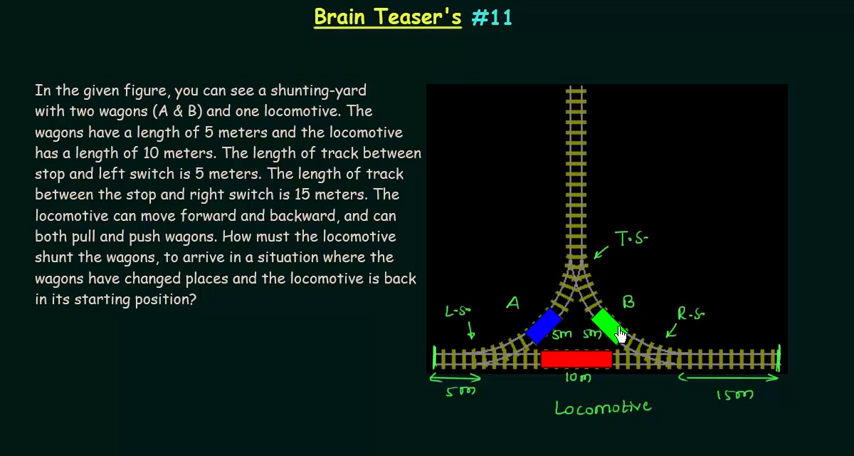 Brain Teaser's #11
In the given figure, you can see a shunting-yard
with two wagons (A & B) and one locomotive. The
wagons have a length of 5 meters and the locomotive
has a length of 10 meters. The length of track between
stop and left switch is 5 meters. The length of track
between the stop and right switch is 15 meters. The
locomotive can move forward and backward, and can
both pull and push wagons. How must the locomotive
shunt the wagons, to arrive in a situation where the
wagons have changed places and the locomotive is back
in its starting position?
T.S
A
B
L.S
R.S
5m 5m
10m
5m
15m
Locomotive